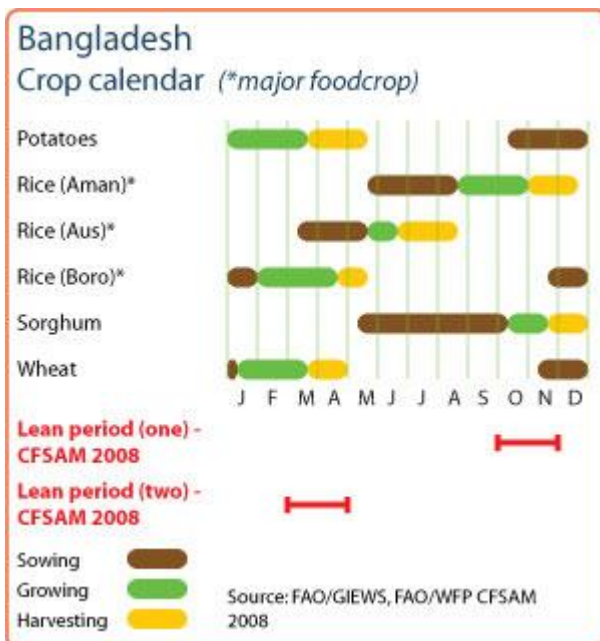 Bangladesh
Crop calendar (*major foodcrop)
Potatoes
Rice (Aman)*
Rice (Aus)*
Rice (Boro)*
Sorghum
Wheat
J F M A M J J A S O N D
Lean period (one) -
CFSAM 2008
Lean period (two) -
CFSAM 2008
Sowing
Growing
Harvesting
Source: FAO/GIEWS, FAO/WFP CFSAM
2008